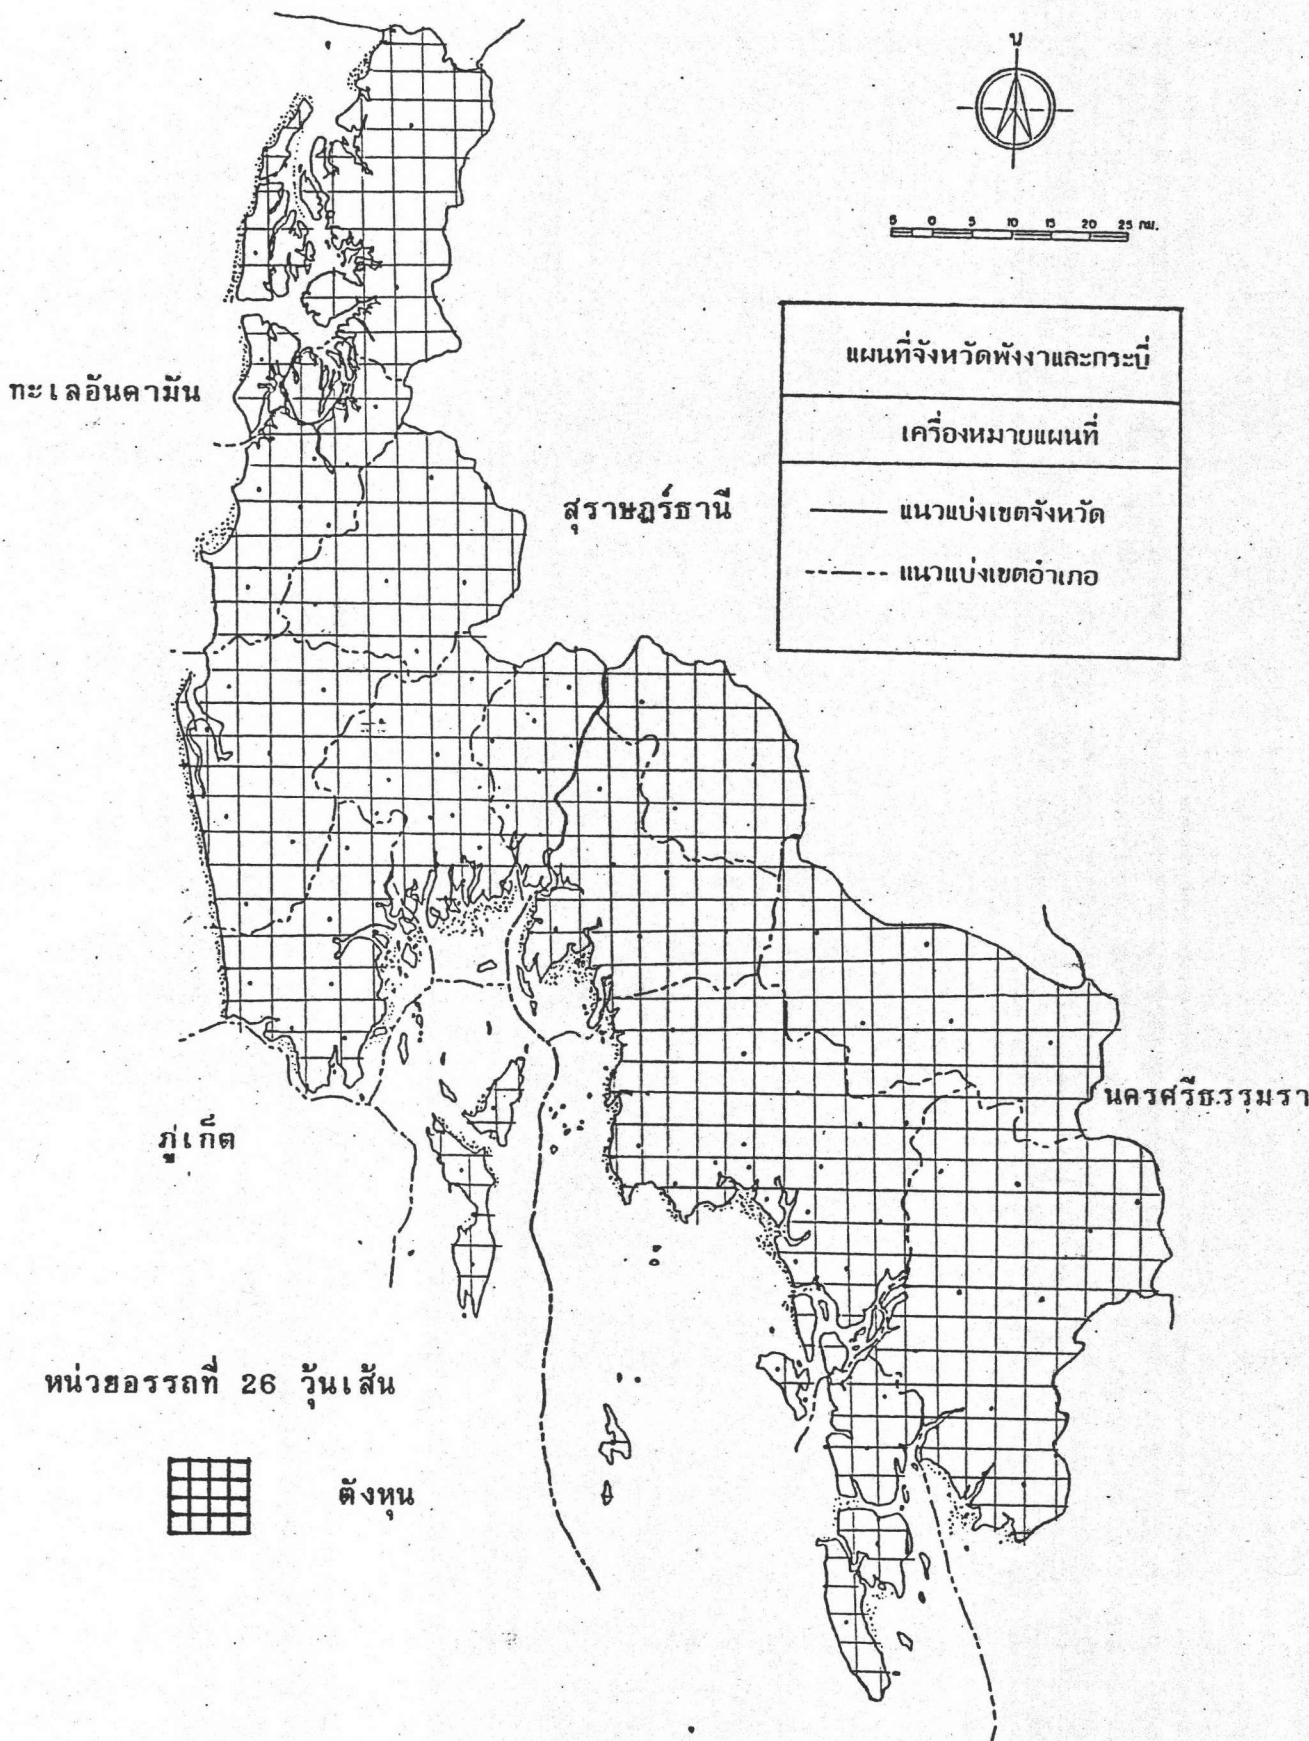 น
5 0 5 10 15 20 25 กม.
แผนที่จังหวัดพังงาและกระบี่
เครื่องหมายแผนที่
แนวแบ่งเขตจังหวัด
แนวแบ่งเขตอำเภอ
ทะเลอันดามัน
สุราษฎร์ธานี
นครศรีธรรมรา
ภูเก็ต
หน่วยอรรถที่ 26 วุ้นเส้น
ตังหุน